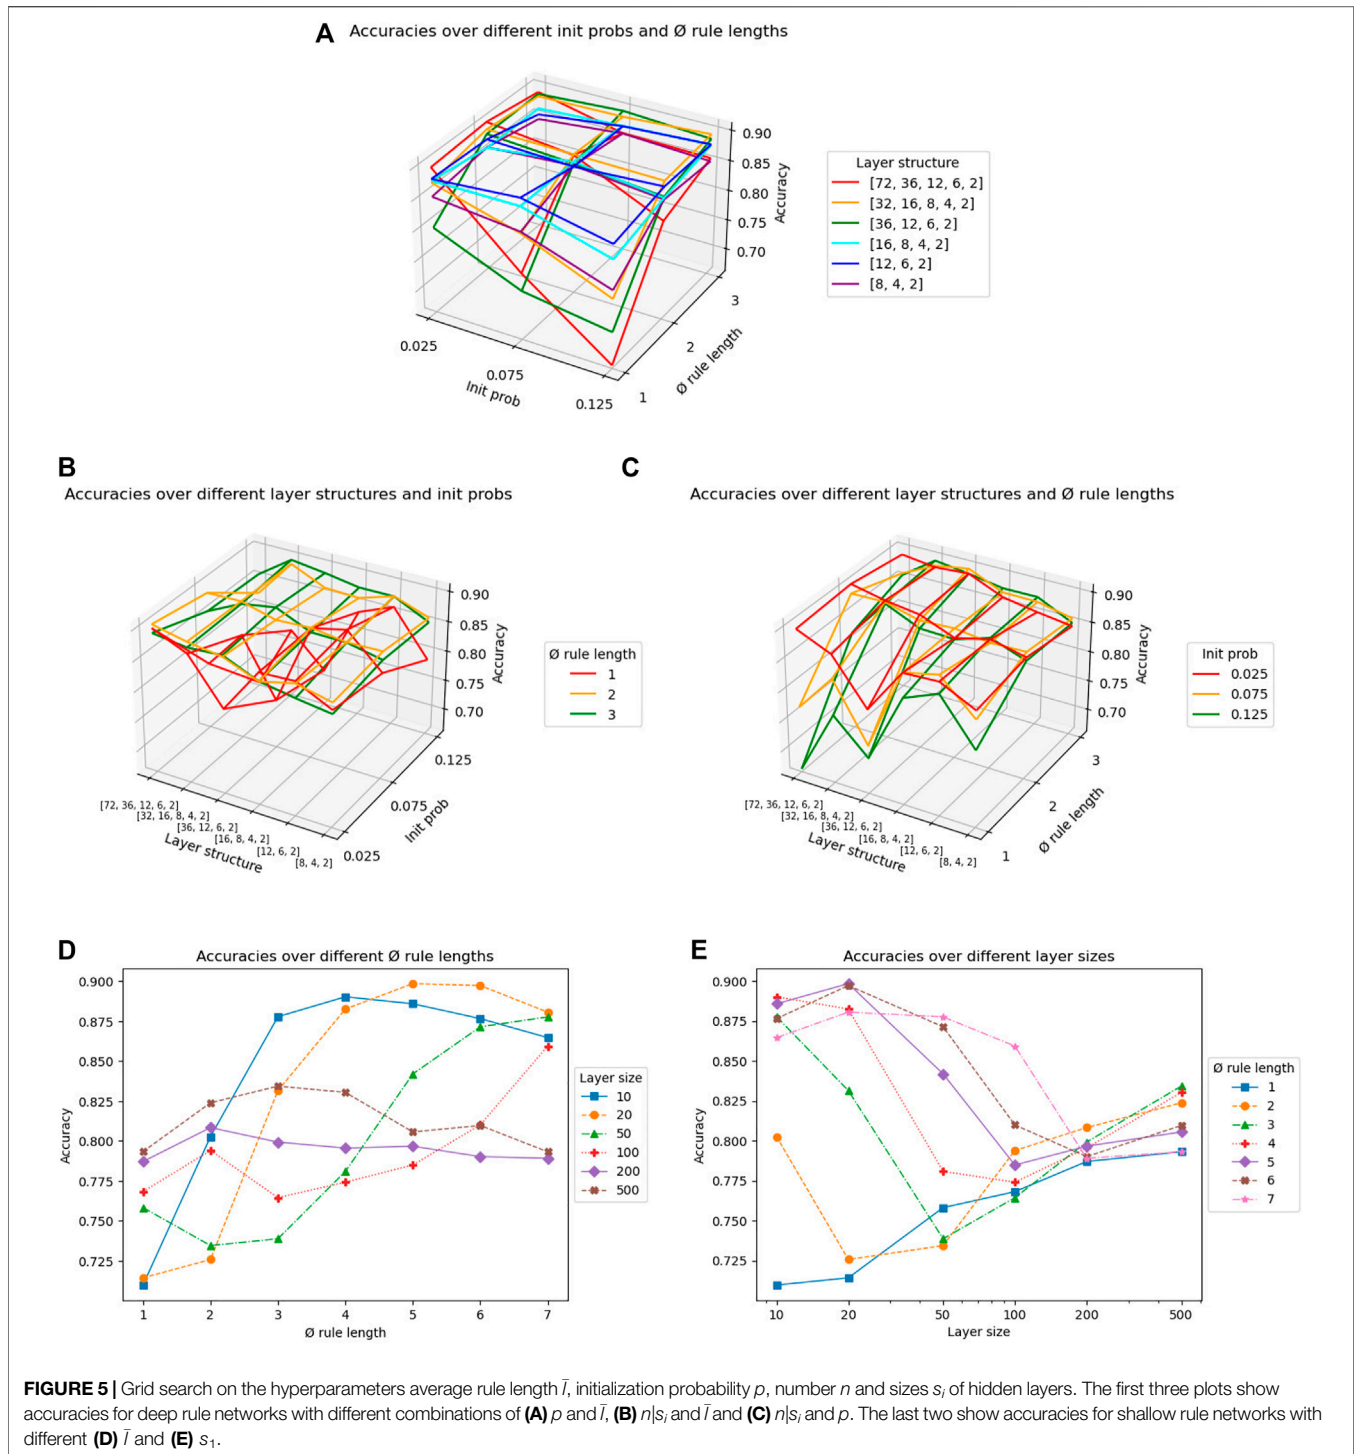 A Accuracies over different init probs and Ø rule lengths
0.90
0.85
0.80
0.75
0.70
Accuracy
3
2
1
Ø rule length
0.025
0.075
0.125
Init prob
Layer structure
[72, 36, 12, 6, 2]
[32, 16, 8, 4, 2]
[36, 12, 6, 2]
[16, 8, 4, 2]
[12, 6, 2]
[8, 4, 2]
B
Accuracies over different layer structures and init probs
0.90
0.85
0.80
0.75
0.70
Accuracy
0.125
0.075
0.025
Init prob
[72, 36, 12, 6, 2]
[32, 16, 8, 4, 2]
[36, 12, 6, 2]
[16, 8, 4, 2]
[12, 6, 2]
[8, 4, 2]
Layer structure
Ø rule length
1
2
3
C
Accuracies over different layer structures and Ø rule lengths
0.90
0.85
0.80
0.75
0.70
Accuracy
3
2
1
Ø rule length
[72, 36, 12, 6, 2]
[32, 16, 8, 4, 2]
[36, 12, 6, 2]
[16, 8, 4, 2]
[12, 6, 2]
[8, 4, 2]
Layer structure
Init prob
0.025
0.075
0.125
D
Accuracies over different Ø rule lengths
0.900
0.875
0.850
0.825
0.800
0.775
0.750
0.725
Accuracy
1 2 3 4 5 6 7
Ø rule length
Layer size
10
20
50
100
200
500
E
Accuracies over different layer sizes
0.900
0.875
0.850
0.825
0.800
0.775
0.750
0.725
Accuracy
10 20 50 100 200 500
Layer size
Ø rule length
1
2
3
4
5
6
7
FIGURE 5 | Grid search on the hyperparameters average rule length l̄, initialization probability p, number n and sizes sᵢ of hidden layers. The first three plots show
accuracies for deep rule networks with different combinations of (A) p and l̄, (B) n|sᵢ and l̄ and (C) n|sᵢ and p. The last two show accuracies for shallow rule networks with
different (D) l̄ and (E) s₁.